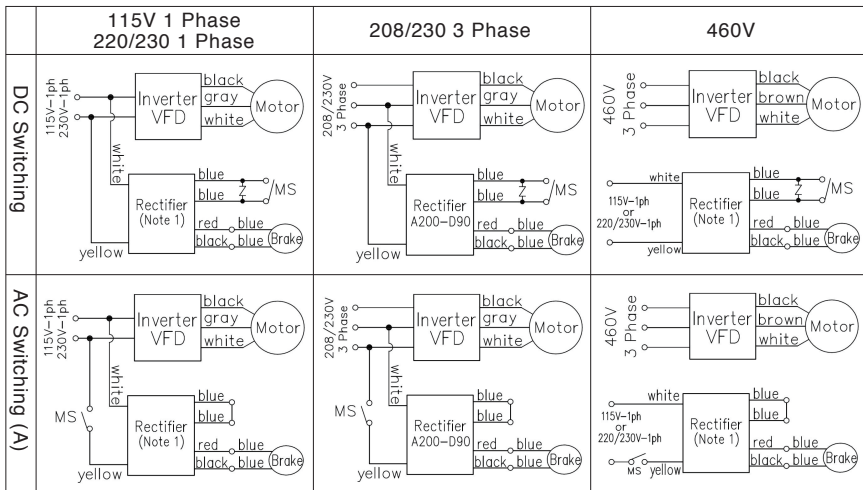 115V 1 Phase
220/230 1 Phase
208/230 3 Phase
460V
DC Switching
115V-1ph
230V-1ph
Inverter
VFD
black
gray
white
Motor
white
Rectifier
(Note 1)
blue
blue
Z
MS
red blue
black blue
Brake
yellow
208/230V
3 Phase
Inverter
VFD
black
gray
white
Motor
white
Rectifier
A200-D90
blue
blue
Z
MS
red blue
black blue
Brake
yellow
460V
3 Phase
Inverter
VFD
black
brown
white
Motor
white
115V-1ph
or
220/230V-1ph
yellow
Rectifier
(Note 1)
blue
blue
Z
MS
red blue
black blue
Brake
AC Switching (A)
115V-1ph
230V-1ph
Inverter
VFD
black
gray
white
Motor
white
MS
Rectifier
(Note 1)
blue
blue
red blue
black blue
Brake
yellow
208/230V
3 Phase
Inverter
VFD
black
gray
white
Motor
white
MS
Rectifier
A200-D90
blue
blue
red blue
black blue
Brake
yellow
460V
3 Phase
Inverter
VFD
black
brown
white
Motor
white
115V-1ph
or
220/230V-1ph
MS yellow
Rectifier
(Note 1)
blue
blue
red blue
black blue
Brake